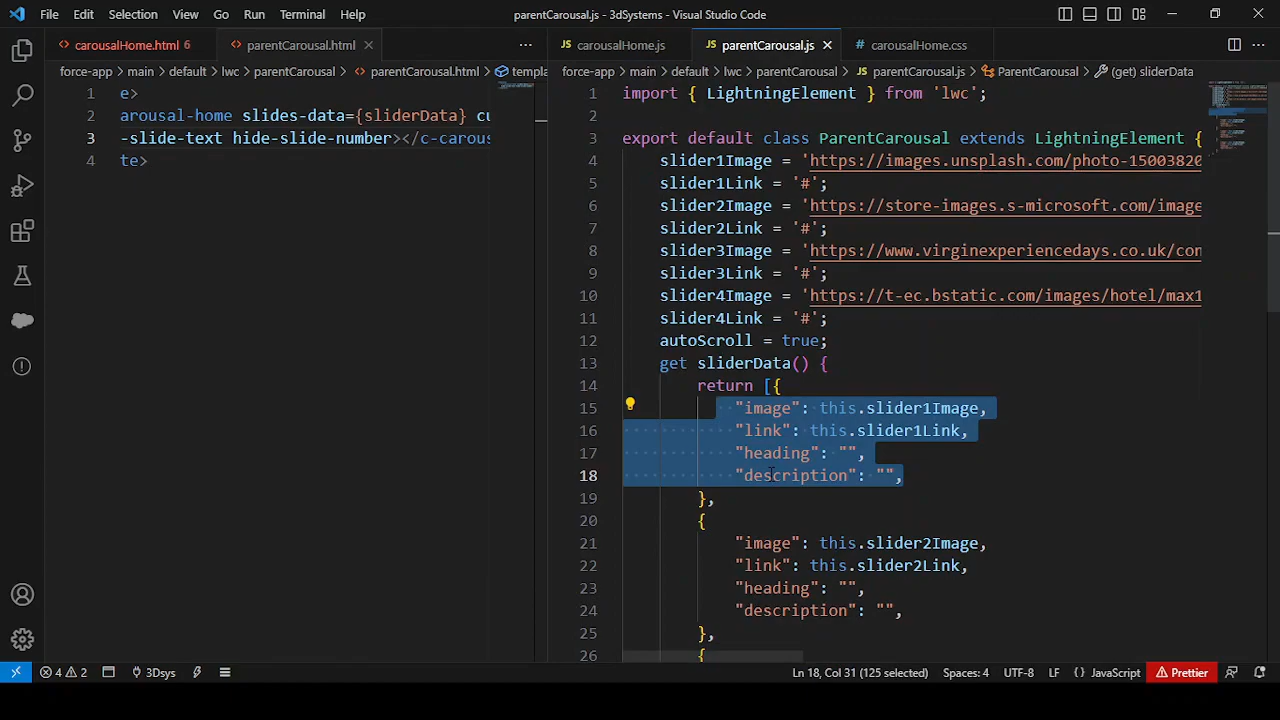 File Edit Selection View Go Run Terminal Help parentCarousal.js - 3dSystems - Visual Studio Code
carousalHome.html 6 parentCarousal.html
carousalHome.js parentCarousal.js carousalHome.css
force-app > main > default > lwc > parentCarousal > parentCarousal.html > templa
force-app > main > default > lwc > parentCarousal > parentCarousal.js > ParentCarousal > (get) sliderData
1 e>
2 arousal-home slides-data={sliderData} cu
3 -slide-text hide-slide-number></c-carous
4 te>
1 import { LightningElement } from 'lwc';
2
3 export default class ParentCarousal extends LightningElement {
4 slider1Image = 'https://images.unsplash.com/photo-15003820
5 slider1Link = '#';
6 slider2Image = 'https://store-images.s-microsoft.com/image
7 slider2Link = '#';
8 slider3Image = 'https://www.virginexperiencedays.co.uk/con
9 slider3Link = '#';
10 slider4Image = 'https://t-ec.bstatic.com/images/hotel/max1
11 slider4Link = '#';
12 autoScroll = true;
13 get sliderData() {
14 return [{
15 "image": this.slider1Image,
16 "link": this.slider1Link,
17 "heading": "",
18 "description": "",
19 },
20 {
21 "image": this.slider2Image,
22 "link": this.slider2Link,
23 "heading": "",
24 "description": "",
25 },
26 {
4 2 3Dsys Ln 18, Col 31 (125 selected) Spaces: 4 UTF-8 LF {} JavaScript Prettier